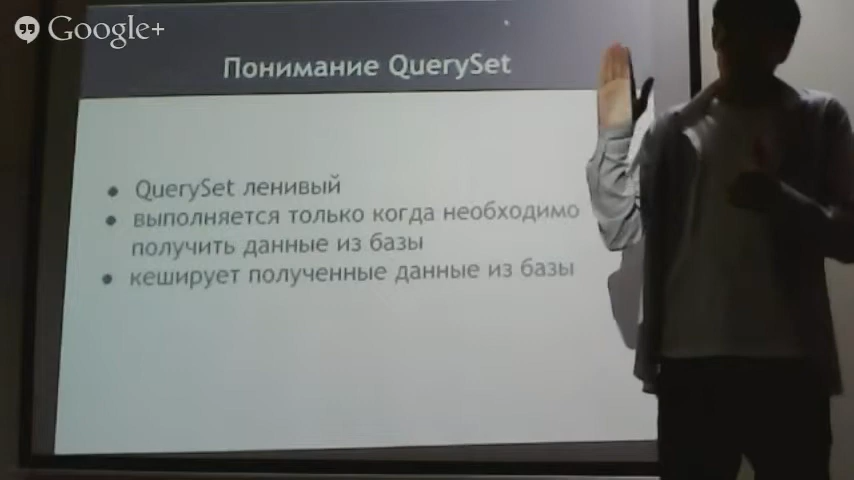 Google+
Понимание QuerySet
• QuerySet ленивый
• выполняется только когда необходимо
получить данные из базы
• кеширует полученные данные из базы